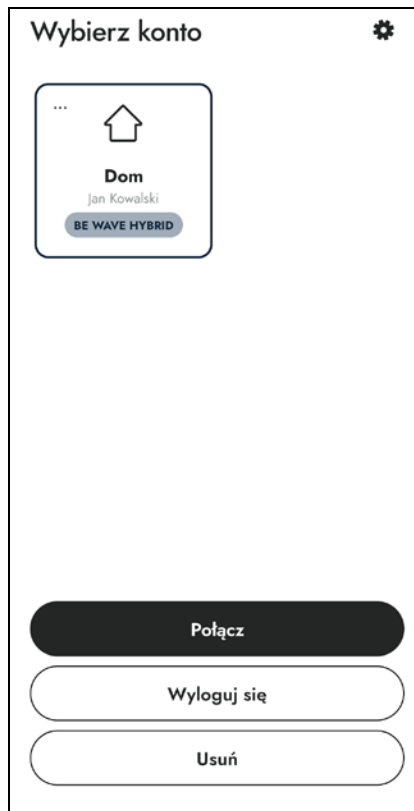 Wybierz konto
...
Dom
Jan Kowalski
BE WAVE HYBRID
Połącz
Wyloguj się
Usuń